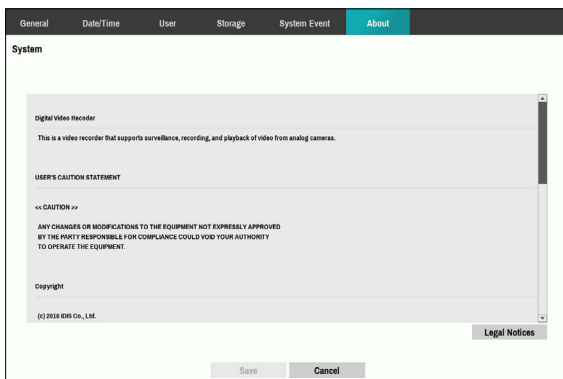 General Date/Time User Storage System Event About
System
Digital Video Recoder
This is a video recorder that supports surveillance, recording, and playback of video from analog cameras.
USER'S CAUTION STATEMENT
<< CAUTION >>
ANY CHANGES OR MODIFICATIONS TO THE EQUIPMENT NOT EXPRESSLY APPROVED
BY THE PARTY RESPONSIBLE FOR COMPLIANCE COULD VOID YOUR AUTHORITY
TO OPERATE THE EQUIPMENT.
Copyright
(c) 2016 IDIS Co., Ltd.
Legal Notices
Save Cancel